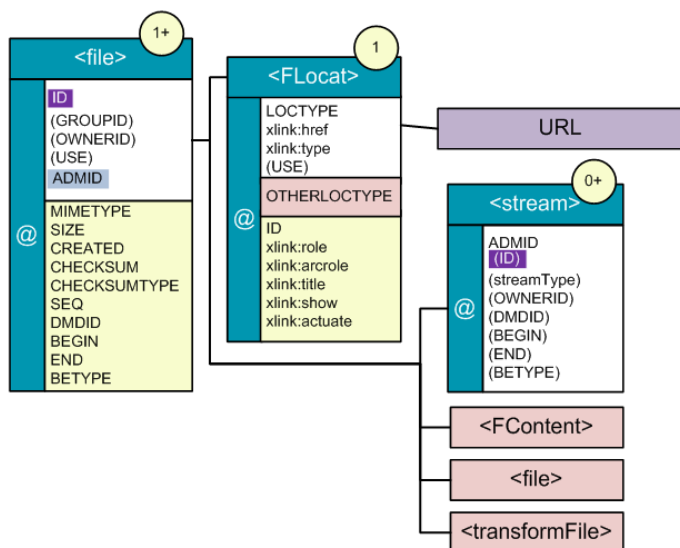 1+
<file>
@
ID
(GROUPID)
(OWNERID)
(USE)
ADMID
MIMETYPE
SIZE
CREATED
CHECKSUM
CHECKSUMTYPE
SEQ
DMDID
BEGIN
END
BETYPE
1
<FLocat>
@
LOCTYPE
xlink:href
xlink:type
(USE)
OTHERLOCTYPE
ID
xlink:role
xlink:arcrole
xlink:title
xlink:show
xlink:actuate
URL
0+
<stream>
@
ADMID
(ID)
(streamType)
(OWNERID)
(DMDID)
(BEGIN)
(END)
(BETYPE)
<FContent>
<file>
<transformFile>